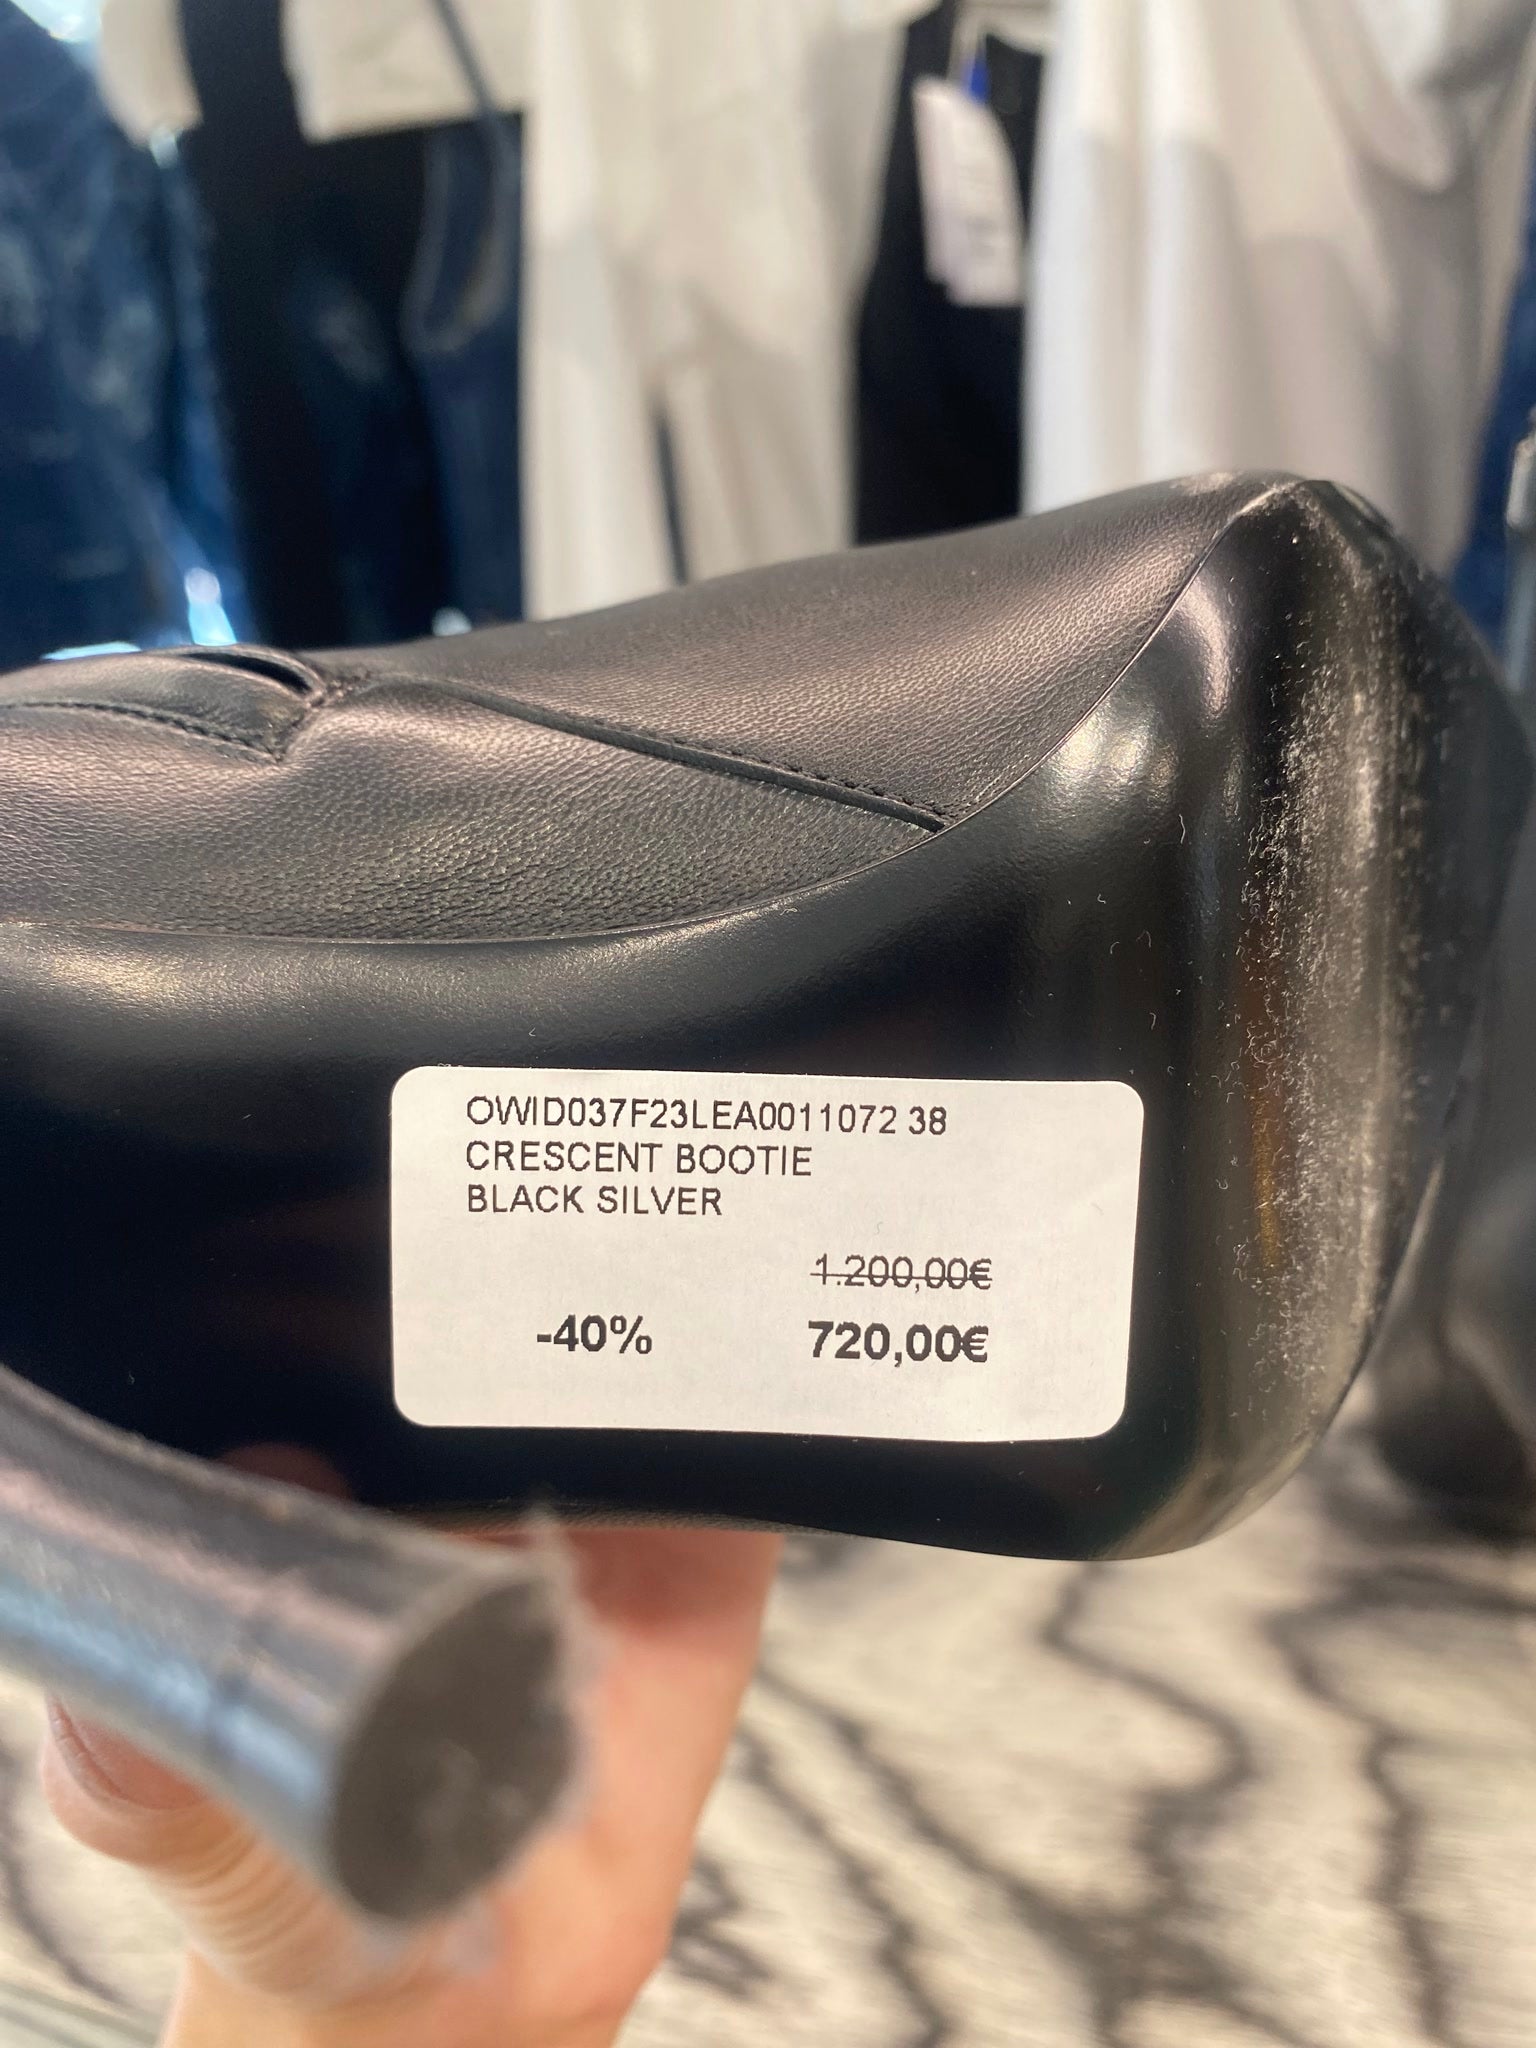 OWID037F23LEA0011072 38
CRESCENT BOOTIE
BLACK SILVER
1.200,00€
-40% 720,00€